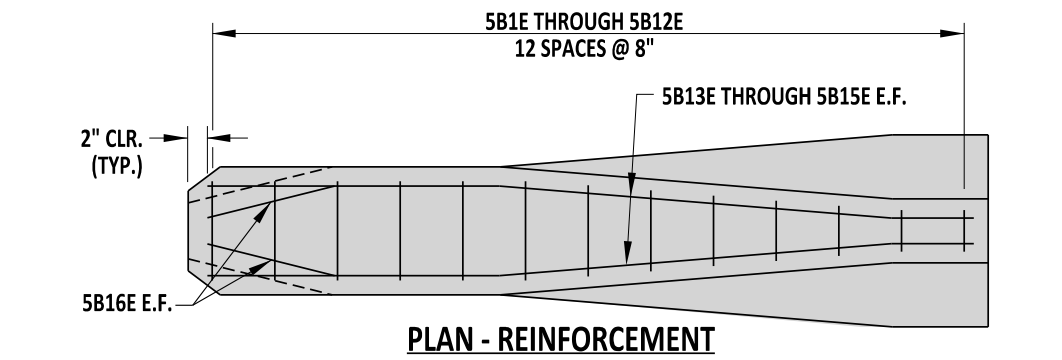 5B1E THROUGH 5B12E
12 SPACES @ 8"
5B13E THROUGH 5B15E E.F.
2" CLR.
(TYP.)
5B16E E.F.
PLAN - REINFORCEMENT